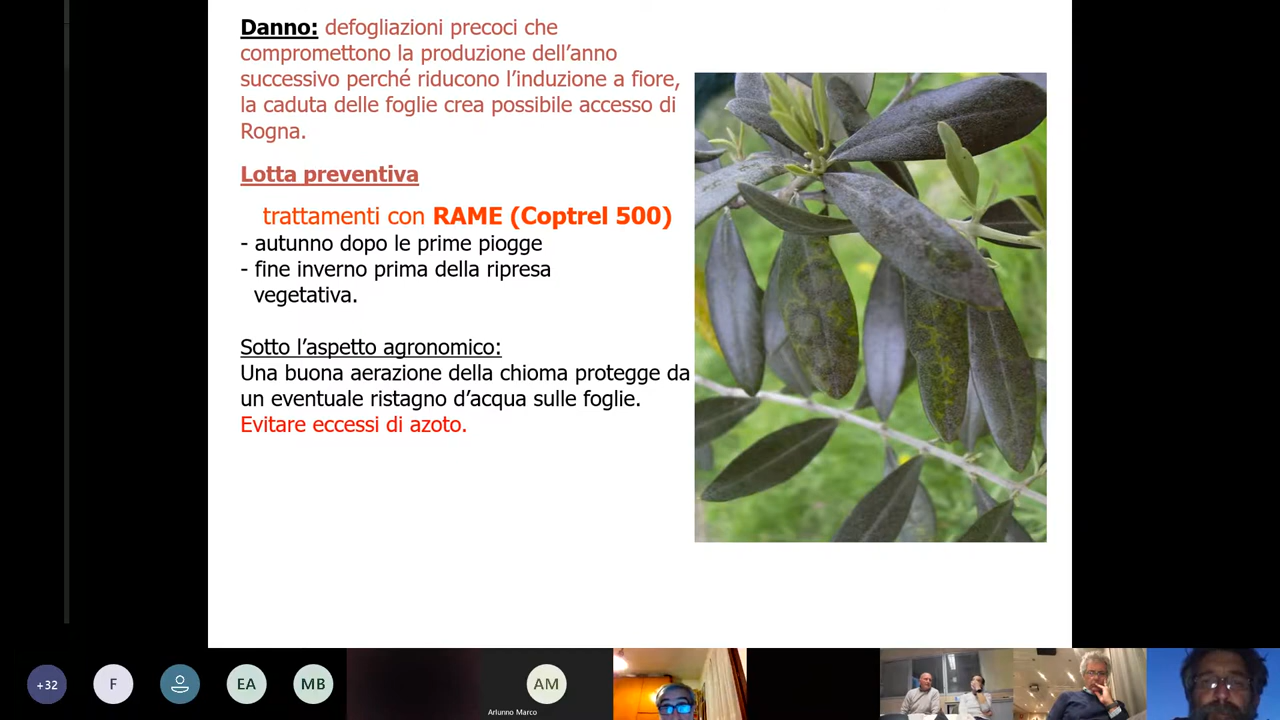 Danno: defogliazioni precoci che
compromettono la produzione dell'anno
successivo perché riducono l'induzione a fiore,
la caduta delle foglie crea possibile accesso di
Rogna.
Lotta preventiva
trattamenti con RAME (Coptrel 500)
- autunno dopo le prime piogge
- fine inverno prima della ripresa
vegetativa.
Sotto l'aspetto agronomico:
Una buona aerazione della chioma protegge da
un eventuale ristagno d'acqua sulle foglie.
Evitare eccessi di azoto.
+32
F
EA
MB
AM
Arlunno Marco